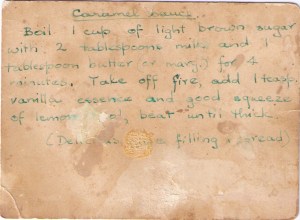 Caramel sauce.
Boil 1 cup of light brown sugar
with 2 tablespoons milk and 1
tablespoon butter or marg.) for 4
minutes. Take off fire, add 1 teasp.
vanilla essence and good squeeze
of lemon beat until thick.
(Delicious filling + spread)